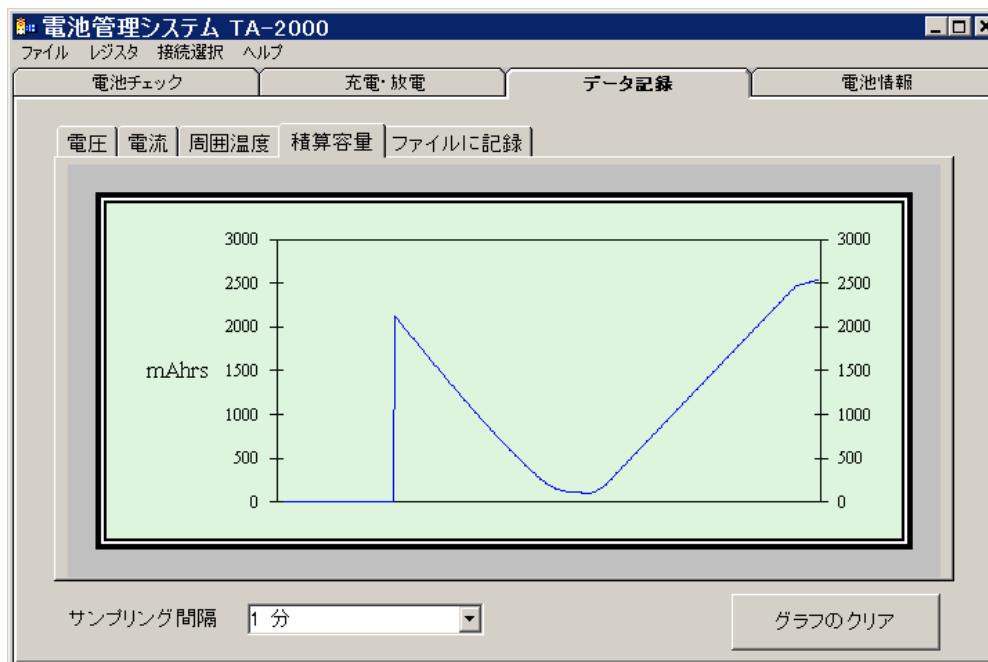 電池管理システム TA-2000
ファイル レジスタ 接続選択 ヘルプ
電池チェック 充電・放電 データ記録 電池情報
電圧 電流 周囲温度 積算容量 ファイルに記録
3000 3000
2500 2500
2000 2000
mAhrs 1500 1500
1000 1000
500 500
0 0
サンプリング間隔 1 分 グラフのクリア